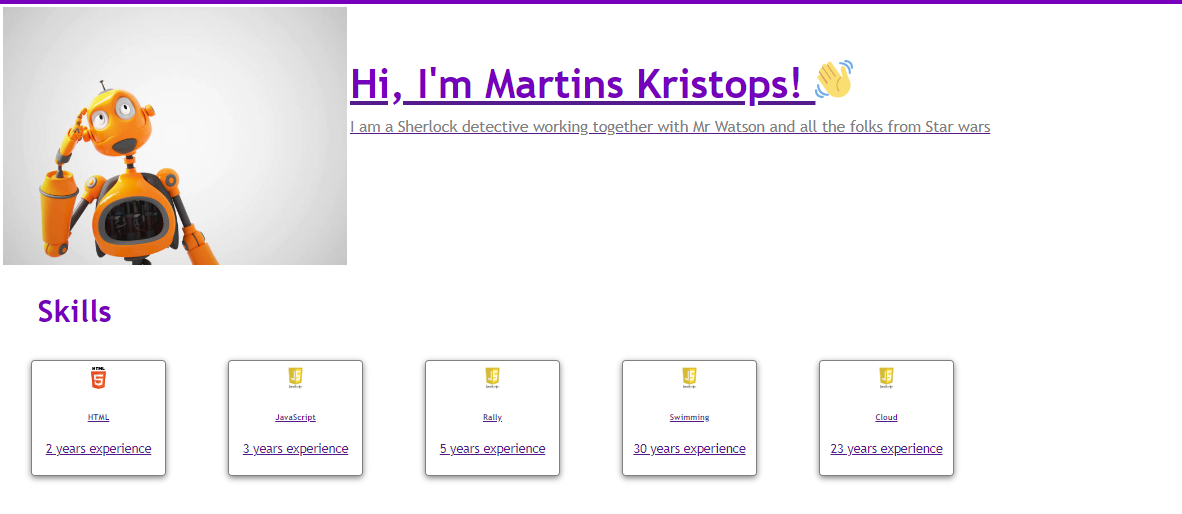 Hi, I'm Martins Kristops! 👋
I am a Sherlock detective working together with Mr Watson and all the folks from Star wars
Skills
HTML
5
HTML
2 years experience
JS
JavaScript
3 years experience
JS
Rally
5 years experience
JS
Swimming
30 years experience
JS
Cloud
23 years experience